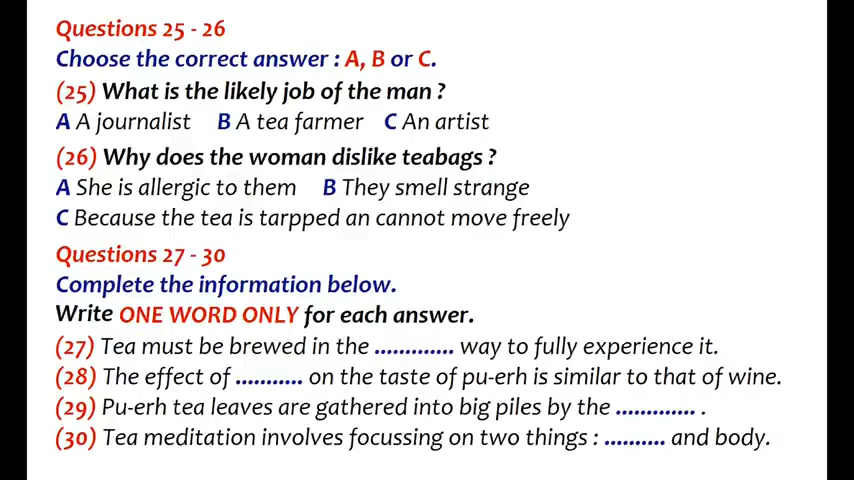 Questions 25 - 26
Choose the correct answer : A, B or C.
(25) What is the likely job of the man ?
A A journalist B A tea farmer C An artist
(26) Why does the woman dislike teabags ?
A She is allergic to them B They smell strange
C Because the tea is tarpped an cannot move freely
Questions 27 - 30
Complete the information below.
Write ONE WORD ONLY for each answer.
(27) Tea must be brewed in the ............. way to fully experience it.
(28) The effect of ........... on the taste of pu-erh is similar to that of wine.
(29) Pu-erh tea leaves are gathered into big piles by the ............. .
(30) Tea meditation involves focussing on two things : .......... and body.